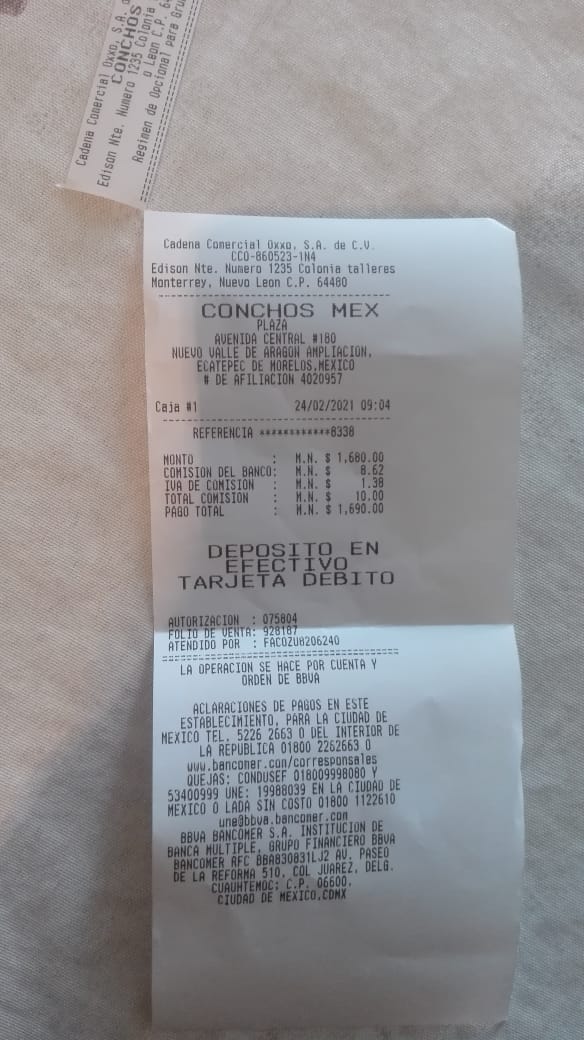 Cadena Comercial Oxxo, S.A. d
CONCHOS
Edison Nte. Numero 1235 Colonia
o Leon C.P. 64
Regimen de Opcional para Gru
Cadena Comercial Oxxo, S.A. de C.V.
CCO-860523-1N4
Edison Nte. Numero 1235 Colonia talleres
Monterrey, Nuevo Leon C.P. 64480
CONCHOS MEX
PLAZA
AVENIDA CENTRAL #180
NUEVO VALLE DE ARAGON AMPLIACION,
ECATEPEC DE MORELOS,MEXICO
# DE AFILIACION 4020957
Caja #1 24/02/2021 09:04
REFERENCIA ************8338
MONTO : M.N. $ 1,680.00
COMISION DEL BANCO: M.N. $ 8.62
IVA DE COMISION : M.N. $ 1.38
TOTAL COMISION : M.N. $ 10.00
PAGO TOTAL : M.N. $ 1,690.00
DEPOSITO EN
EFECTIVO
TARJETA DEBITO
AUTORIZACION : 075804
FOLIO DE VENTA: 928187
ATENDIDO POR : FACOZU8206240
LA OPERACION SE HACE POR CUENTA Y
ORDEN DE BBVA
ACLARACIONES DE PAGOS EN ESTE
ESTABLECIMIENTO, PARA LA CIUDAD DE
MEXICO TEL. 5226 2663 O DEL INTERIOR DE
LA REPUBLICA 01800 2262663 O
www.bancomer.com/corresponsales
QUEJAS: CONDUSEF 018009998080 Y
53400999 UNE: 19988039 EN LA CIUDAD DE
MEXICO O LADA SIN COSTO 01800 1122610
une@bbva.bancomer.com
BBVA BANCOMER S.A. INSTITUCION DE
BANCA MULTIPLE, GRUPO FINANCIERO BBVA
BANCOMER RFC BBA830831LJ2 AV. PASEO
DE LA REFORMA 510, COL JUAREZ, DELG.
CUAUHTEMOC; C.P. 06600,
CIUDAD DE MEXICO,CDMX